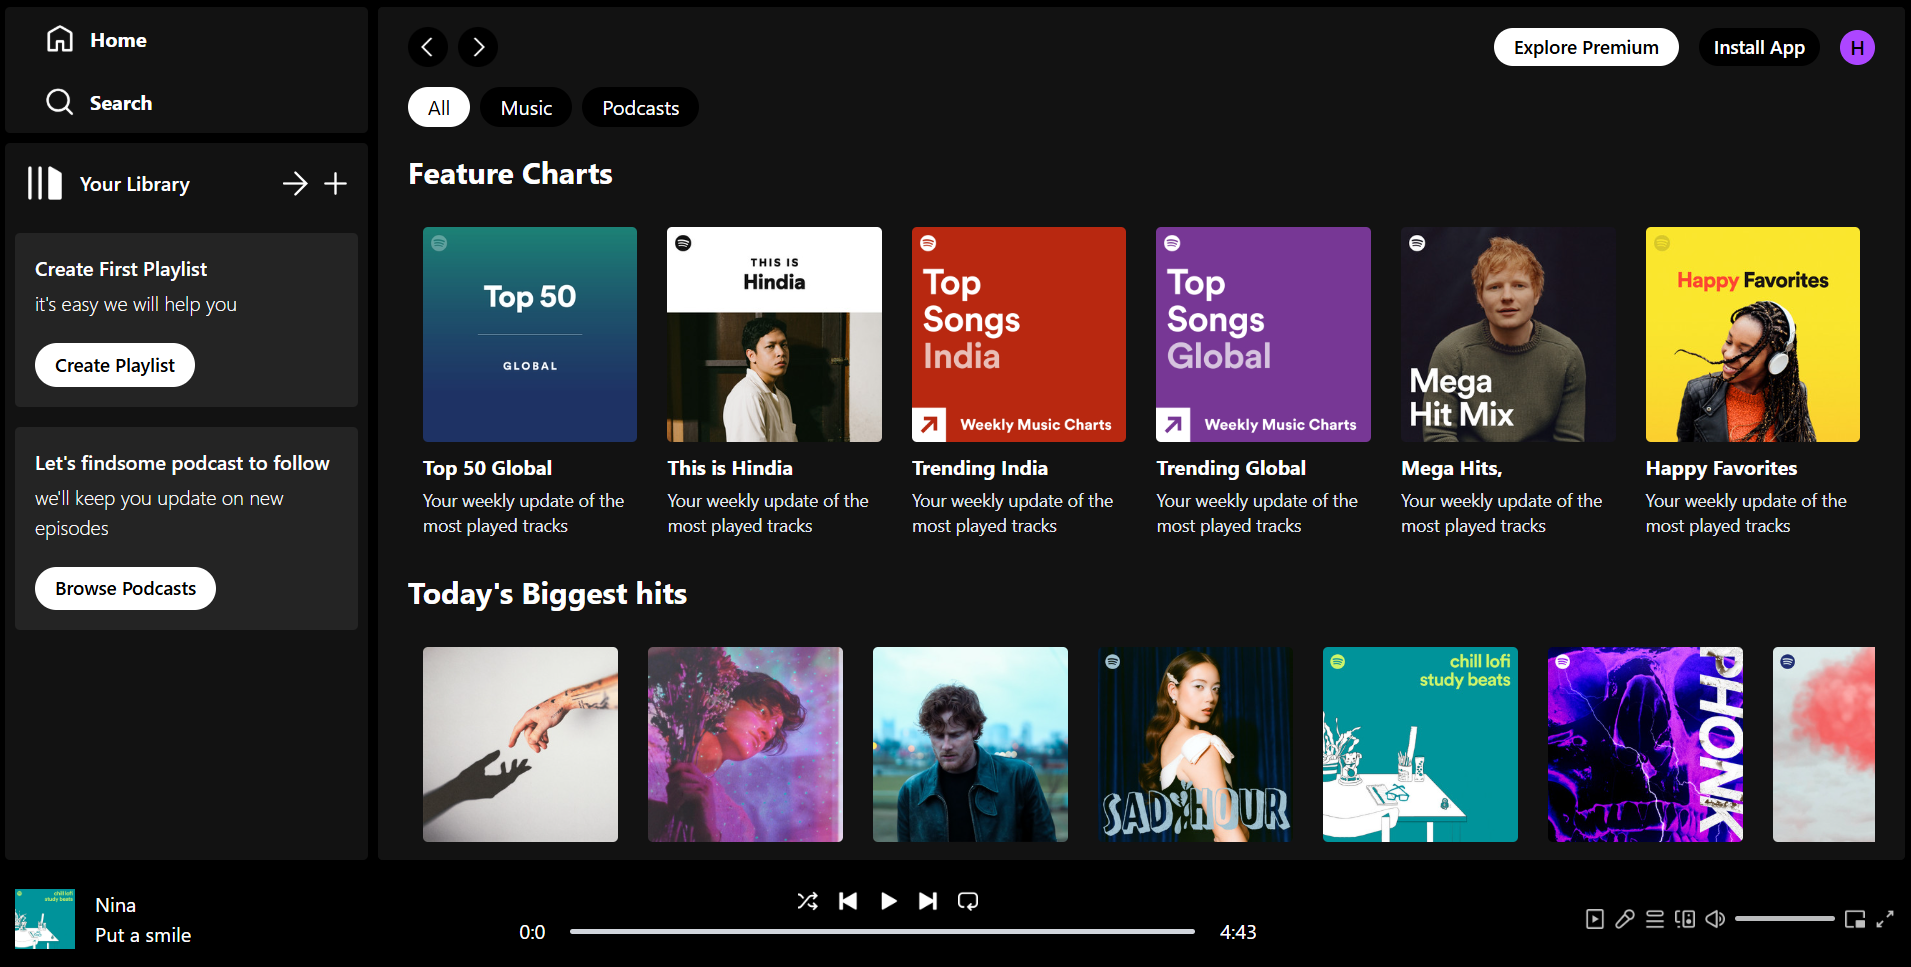 Home
Search
Your Library
Create First Playlist
it's easy we will help you
Create Playlist
Let's findsome podcast to follow
we'll keep you update on new
episodes
Browse Podcasts
Explore Premium
Install App
H
All
Music
Podcasts
Feature Charts
Top 50
GLOBAL
Top 50 Global
Your weekly update of the
most played tracks
THIS IS
Hindia
This is Hindia
Your weekly update of the
most played tracks
Top
Songs
India
Weekly Music Charts
Trending India
Your weekly update of the
most played tracks
Top
Songs
Global
Weekly Music Charts
Trending Global
Your weekly update of the
most played tracks
Mega
Hit Mix
Mega Hits,
Your weekly update of the
most played tracks
Happy Favorites
Happy Favorites
Your weekly update of the
most played tracks
Today's Biggest hits
SAD HOUR
chill lofi
study beats
PHONK
chill lofi
study beats
Nina
Put a smile
0:0
4:43